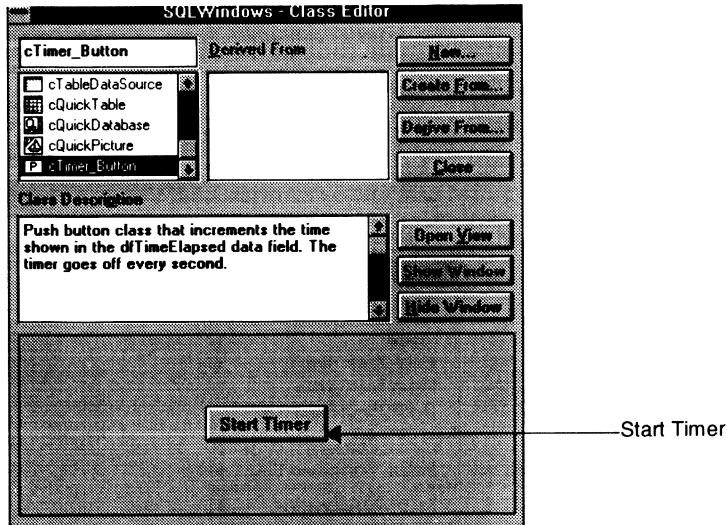 SQLWindows - Class Editor
cTimer_Button
Derived From
New...
cTableDataSource
cQuickTable
cQuickDatabase
cQuickPicture
P cTimer_Button
Create From...
Derive From...
Close
Class Description
Push button class that increments the time
shown in the dfTimeElapsed data field. The
timer goes off every second.
Open View
Show Window
Hide Window
Start Timer
Start Timer